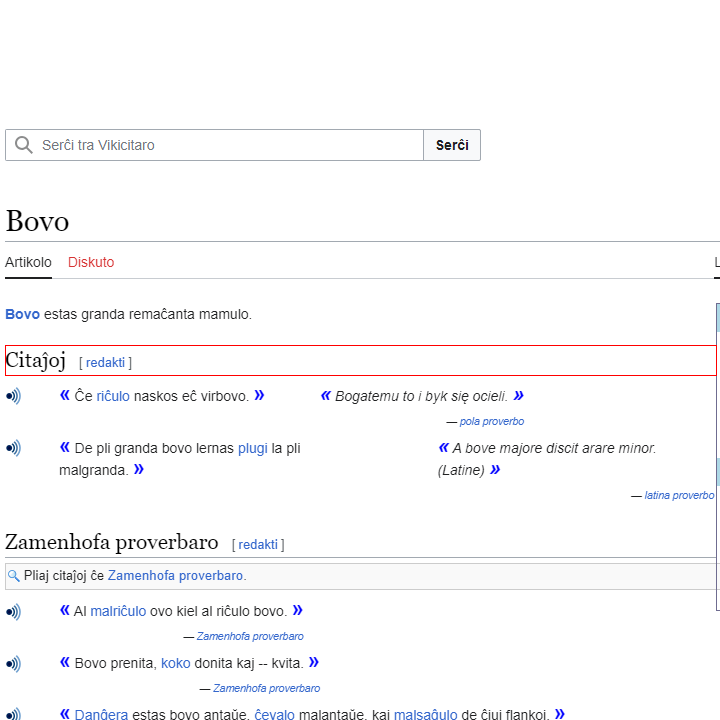 Serĉi tra Vikicitaro Serĉi
Bovo
Artikolo Diskuto
Bovo estas granda remaĉanta mamulo.
Citaĵoj [ redakti ]
« Ĉe riĉulo naskos eĉ virbovo. » « Bogatemu to i byk się ocieli. »
— pola proverbo
« De pli granda bovo lernas plugi la pli malgranda. »
« A bove majore discit arare minor. (Latine) »
— latina proverbo
Zamenhofa proverbaro [ redakti ]
Pliaj citaĵoj ĉe Zamenhofa proverbaro.
« Al malriĉulo ovo kiel al riĉulo bovo. »
— Zamenhofa proverbaro
« Bovo prenita, koko donita kaj -- kvita. »
— Zamenhofa proverbaro
« Danĝera estas bovo antaŭe, ĉevalo malantaŭe, kaj malsaĝulo de ĉiuj flankoj. »